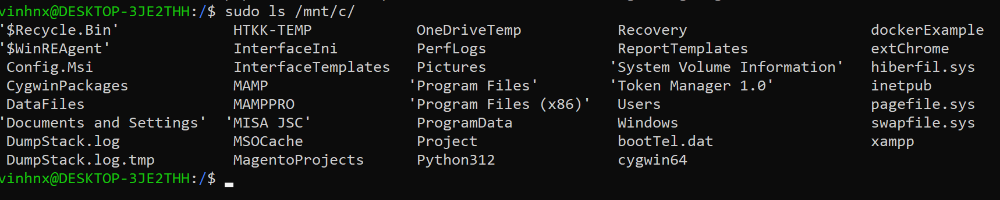 vinhnx@DESKTOP-3JE2THH:/$ sudo ls /mnt/c/
'$Recycle.Bin' HTKK-TEMP OneDriveTemp Recovery dockerExample
'$WinREAgent' InterfaceIni PerfLogs ReportTemplates extChrome
Config.Msi InterfaceTemplates Pictures 'System Volume Information' hiberfil.sys
CygwinPackages MAMP 'Program Files' 'Token Manager 1.0' inetpub
DataFiles MAMPPRO 'Program Files (x86)' Users pagefile.sys
'Documents and Settings' 'MISA JSC' ProgramData Windows swapfile.sys
DumpStack.log MSOCache Project bootTel.dat xampp
DumpStack.log.tmp MagentoProjects Python312 cygwin64
vinhnx@DESKTOP-3JE2THH:/$